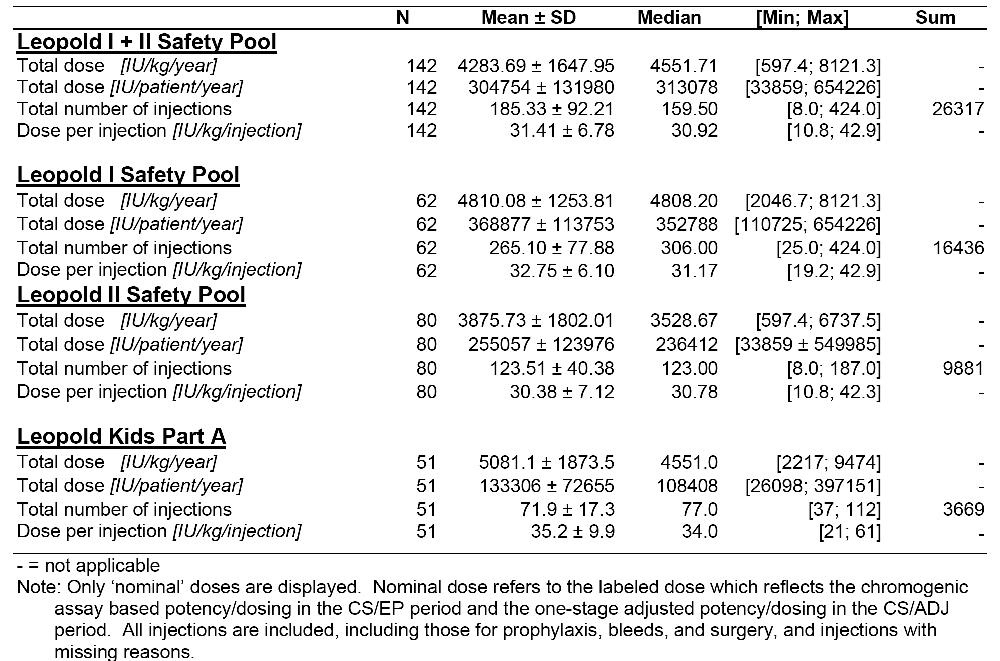 N Mean ± SD Median [Min; Max] Sum
Leopold I + II Safety Pool
Total dose [IU/kg/year] 142 4283.69 ± 1647.95 4551.71 [597.4; 8121.3] -
Total dose [IU/patient/year] 142 304754 ± 131980 313078 [33859; 654226] -
Total number of injections 142 185.33 ± 92.21 159.50 [8.0; 424.0] 26317
Dose per injection [IU/kg/injection] 142 31.41 ± 6.78 30.92 [10.8; 42.9] -
Leopold I Safety Pool
Total dose [IU/kg/year] 62 4810.08 ± 1253.81 4808.20 [2046.7; 8121.3] -
Total dose [IU/patient/year] 62 368877 ± 113753 352788 [110725; 654226] -
Total number of injections 62 265.10 ± 77.88 306.00 [25.0; 424.0] 16436
Dose per injection [IU/kg/injection] 62 32.75 ± 6.10 31.17 [19.2; 42.9] -
Leopold II Safety Pool
Total dose [IU/kg/year] 80 3875.73 ± 1802.01 3528.67 [597.4; 6737.5] -
Total dose [IU/patient/year] 80 255057 ± 123976 236412 [33859 ± 549985] -
Total number of injections 80 123.51 ± 40.38 123.00 [8.0; 187.0] 9881
Dose per injection [IU/kg/injection] 80 30.38 ± 7.12 30.78 [10.8; 42.3] -
Leopold Kids Part A
Total dose [IU/kg/year] 51 5081.1 ± 1873.5 4551.0 [2217; 9474] -
Total dose [IU/patient/year] 51 133306 ± 72655 108408 [26098; 397151] -
Total number of injections 51 71.9 ± 17.3 77.0 [37; 112] 3669
Dose per injection [IU/kg/injection] 51 35.2 ± 9.9 34.0 [21; 61] -
- = not applicable
Note: Only ‘nominal’ doses are displayed. Nominal dose refers to the labeled dose which reflects the chromogenic
assay based potency/dosing in the CS/EP period and the one-stage adjusted potency/dosing in the CS/ADJ
period. All injections are included, including those for prophylaxis, bleeds, and surgery, and injections with
missing reasons.